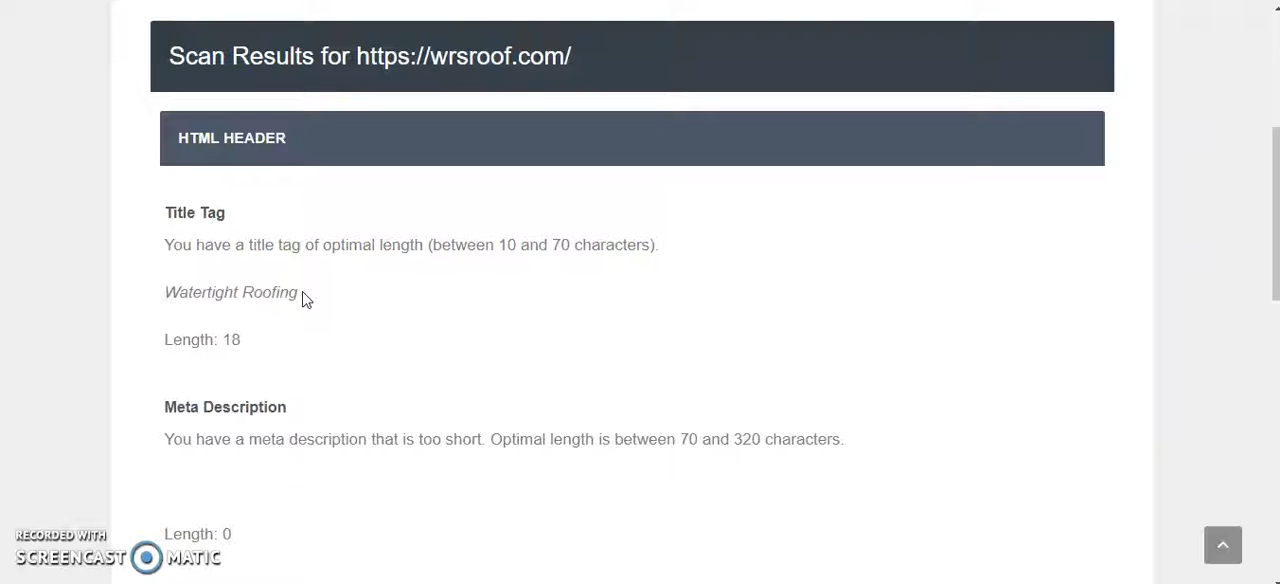 Scan Results for https://wrsroof.com/
HTML HEADER
Title Tag
You have a title tag of optimal length (between 10 and 70 characters).
Watertight Roofing
Length: 18
Meta Description
You have a meta description that is too short. Optimal length is between 70 and 320 characters.
Length: 0
RECORDED WITH
SCREENCAST MATIC